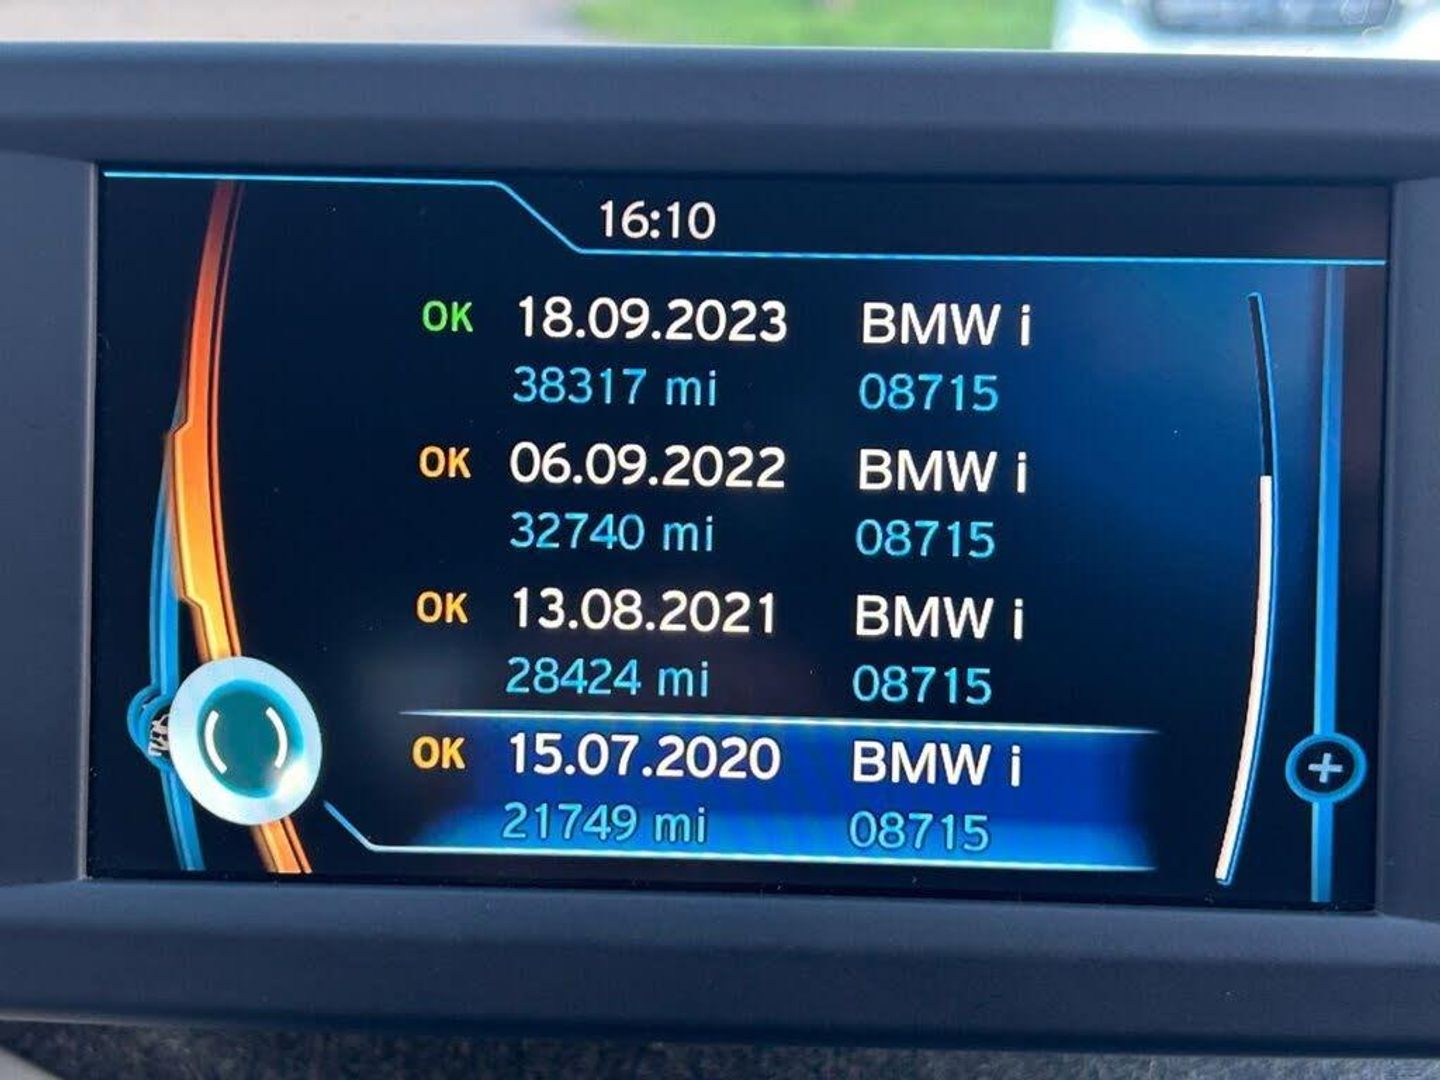 16:10
OK 18.09.2023 BMW i
38317 mi 08715
OK 06.09.2022 BMW i
32740 mi 08715
OK 13.08.2021 BMW i
28424 mi 08715
OK 15.07.2020 BMW i
21749 mi 08715
+